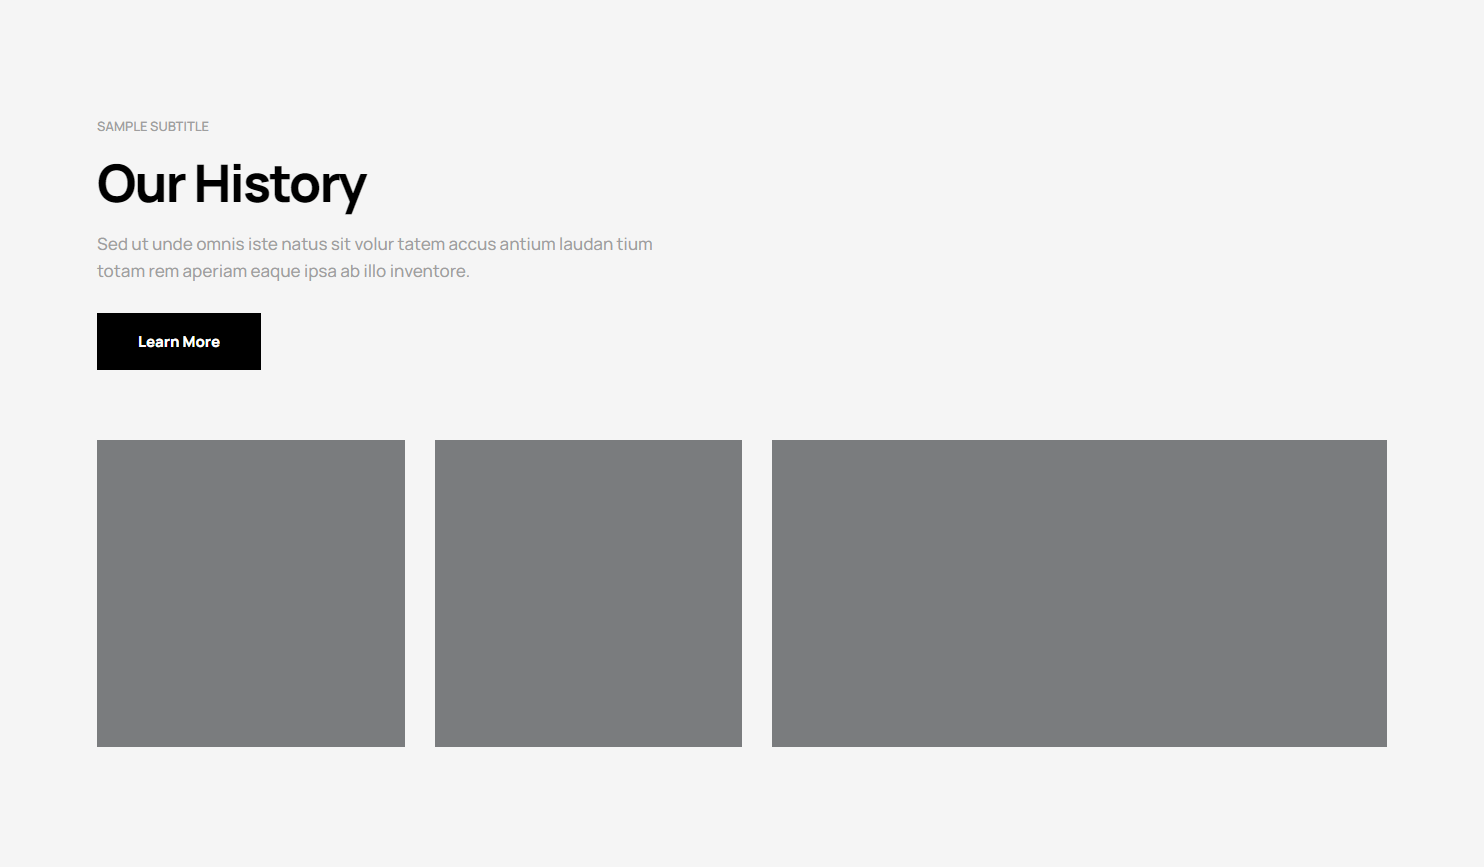 SAMPLE SUBTITLE
Our History
Sed ut unde omnis iste natus sit volur tatem accus antium laudan tium
totam rem aperiam eaque ipsa ab illo inventore.
Learn More